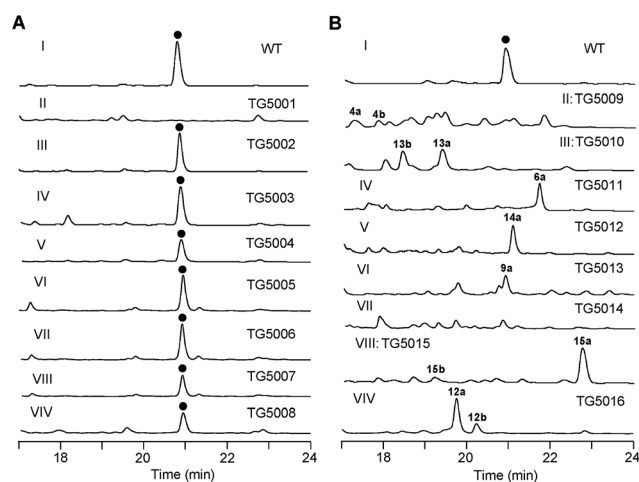 A
I
WT
II
TG5001
III
TG5002
IV
TG5003
V
TG5004
VI
TG5005
VII
TG5006
VIII
TG5007
VIV
TG5008
18 20 22 24
Time (min)
B
I
WT
II: TG5009
4a 4b
III: TG5010
13b 13a
IV
6a
TG5011
V
14a
TG5012
VI
9a
TG5013
VII
TG5014
VIII: TG5015
15b
15a
VIV
12a
12b
TG5016
18 20 22 24
Time (min)